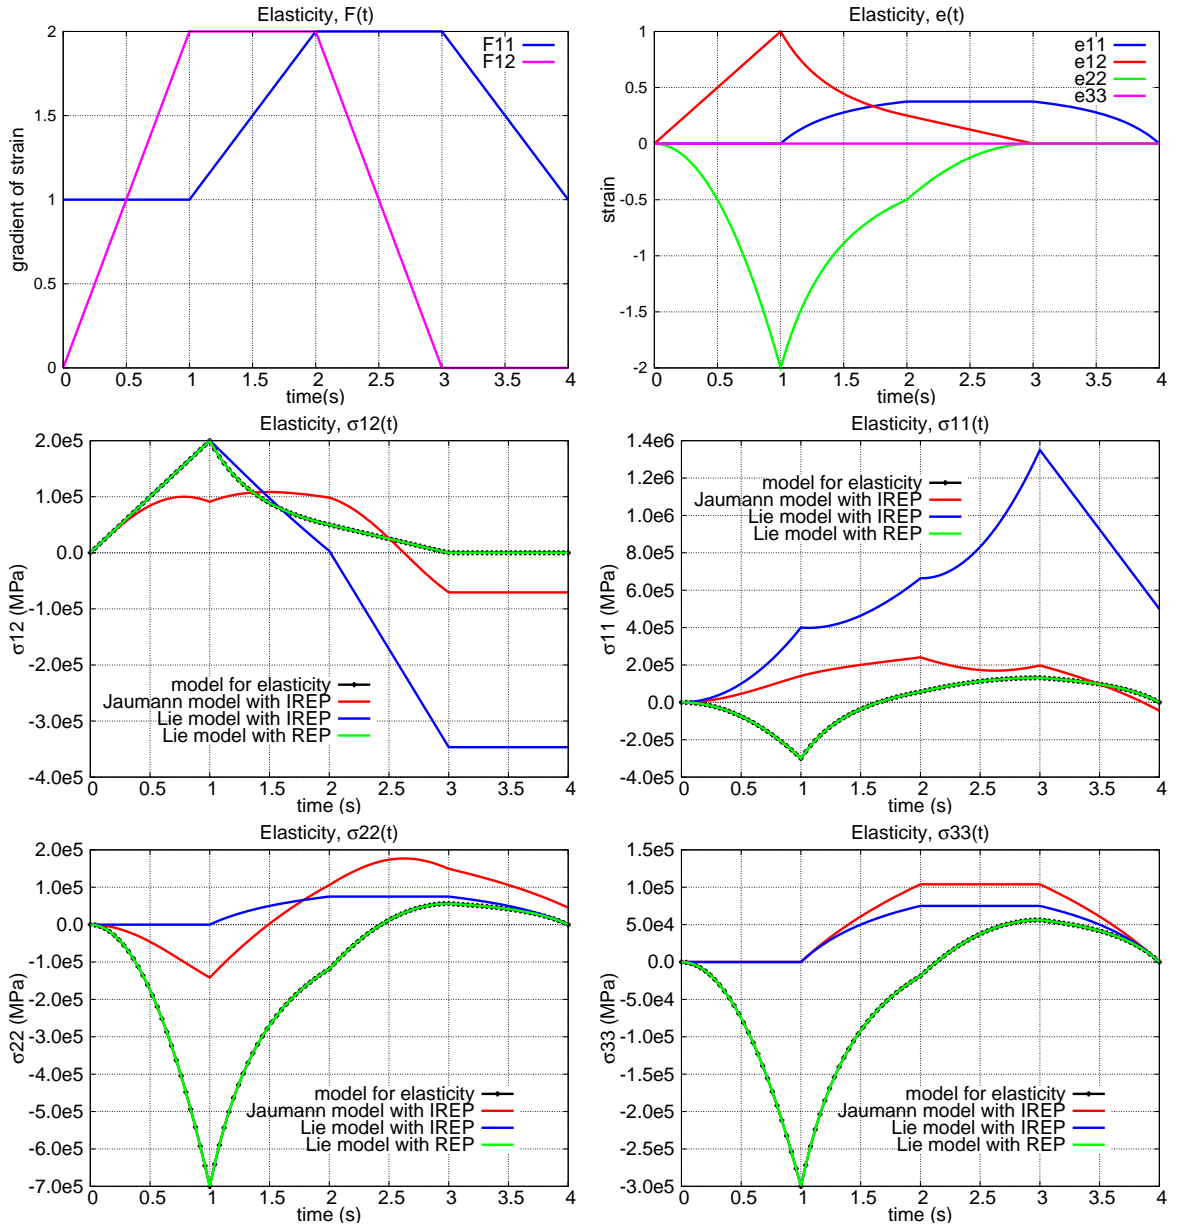 Elasticity, F(t)
gradient of strain
2
1.5
1
0.5
0
F11
F12
0 0.5 1 1.5 2 2.5 3 3.5 4
time(s)
Elasticity, e(t)
strain
1
0.5
0
-0.5
-1
-1.5
-2
e11
e12
e22
e33
0 0.5 1 1.5 2 2.5 3 3.5 4
time(s)
Elasticity, σ12(t)
σ12 (MPa)
2.0e5
1.0e5
0.0
-1.0e5
-2.0e5
-3.0e5
-4.0e5
model for elasticity
Jaumann model with IREP
Lie model with IREP
Lie model with REP
0 0.5 1 1.5 2 2.5 3 3.5 4
time (s)
Elasticity, σ11(t)
σ11 (MPa)
1.4e6
1.2e6
1.0e6
8.0e5
6.0e5
4.0e5
2.0e5
0.0
-2.0e5
-4.0e5
model for elasticity
Jaumann model with IREP
Lie model with IREP
Lie model with REP
0 0.5 1 1.5 2 2.5 3 3.5 4
time (s)
Elasticity, σ22(t)
σ22 (MPa)
2.0e5
1.0e5
0.0
-1.0e5
-2.0e5
-3.0e5
-4.0e5
-5.0e5
-6.0e5
-7.0e5
model for elasticity
Jaumann model with IREP
Lie model with IREP
Lie model with REP
0 0.5 1 1.5 2 2.5 3 3.5 4
time (s)
Elasticity, σ33(t)
σ33 (MPa)
1.5e5
1.0e5
5.0e4
0.0
-5.0e4
-1.0e5
-1.5e5
-2.0e5
-2.5e5
-3.0e5
model for elasticity
Jaumann model with IREP
Lie model with IREP
Lie model with REP
0 0.5 1 1.5 2 2.5 3 3.5 4
time (s)